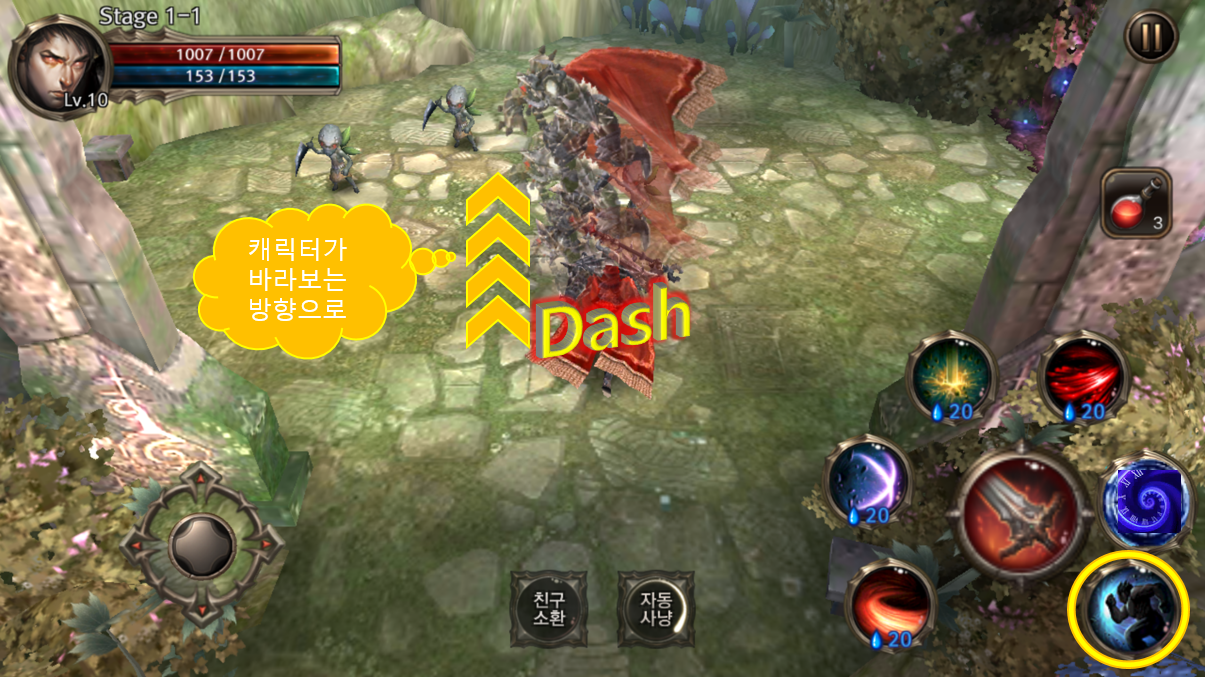 Stage 1-1
1007 /1007
153 /153
Lv.10
3
캐릭터가
바라보는
방향으로
Dash
20
20
20
20
친구
소환
자동
사냥